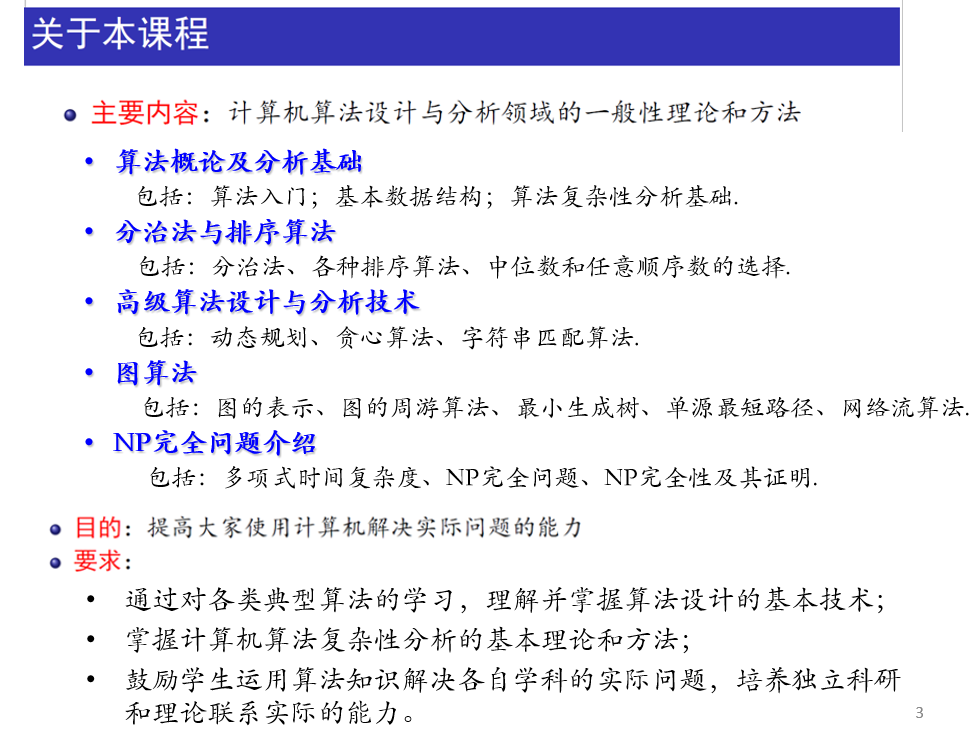 关于本课程
主要内容：计算机算法设计与分析领域的一般性理论和方法
• 算法概论及分析基础
包括：算法入门；基本数据结构；算法复杂性分析基础.
• 分治法与排序算法
包括：分治法、各种排序算法、中位数和任意顺序数的选择.
• 高级算法设计与分析技术
包括：动态规划、贪心算法、字符串匹配算法.
• 图算法
包括：图的表示、图的周游算法、最小生成树、单源最短路径、网络流算法.
• NP完全问题介绍
包括：多项式时间复杂度、NP完全问题、NP完全性及其证明.
目的：提高大家使用计算机解决实际问题的能力
要求：
• 通过对各类典型算法的学习，理解并掌握算法设计的基本技术；
• 掌握计算机算法复杂性分析的基本理论和方法；
• 鼓励学生运用算法知识解决各自学科的实际问题，培养独立科研
和理论联系实际的能力。
3